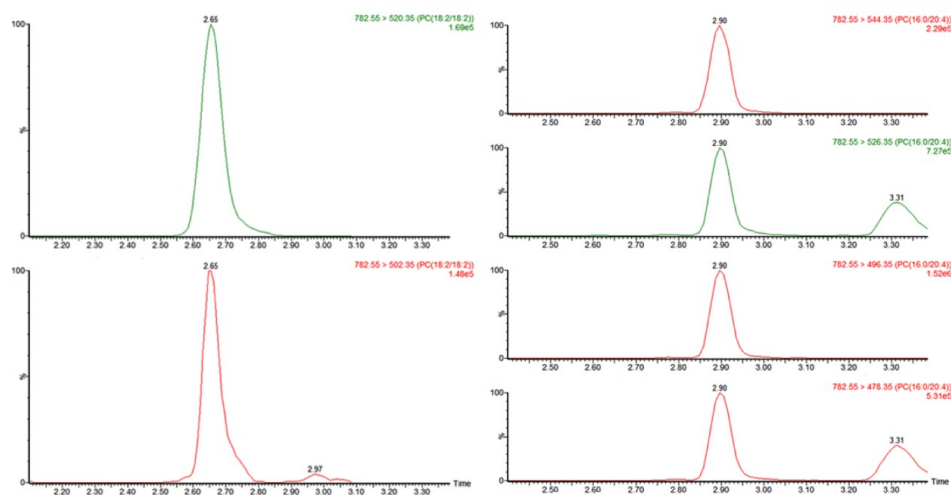 782.55 > 520.35 (PC(18:2/18:2))
1.69e5
100
2.65
%
0
2.20 2.30 2.40 2.50 2.60 2.70 2.80 2.90 3.00 3.10 3.20 3.30
782.55 > 502.35 (PC(18:2/18:2))
1.48e5
100
2.65
%
2.97
0
Time
2.20 2.30 2.40 2.50 2.60 2.70 2.80 2.90 3.00 3.10 3.20 3.30
782.55 > 544.35 (PC(16:0/20:4))
2.29e5
100
2.90
%
0
2.50 2.60 2.70 2.80 2.90 3.00 3.10 3.20 3.30
782.55 > 526.35 (PC(16:0/20:4))
7.27e5
100
2.90
%
3.31
0
2.50 2.60 2.70 2.80 2.90 3.00 3.10 3.20 3.30
782.55 > 496.35 (PC(16:0/20:4))
1.52e6
100
2.90
%
0
2.50 2.60 2.70 2.80 2.90 3.00 3.10 3.20 3.30
782.55 > 478.35 (PC(16:0/20:4))
5.31e5
100
2.90
%
3.31
0
Time
2.50 2.60 2.70 2.80 2.90 3.00 3.10 3.20 3.30